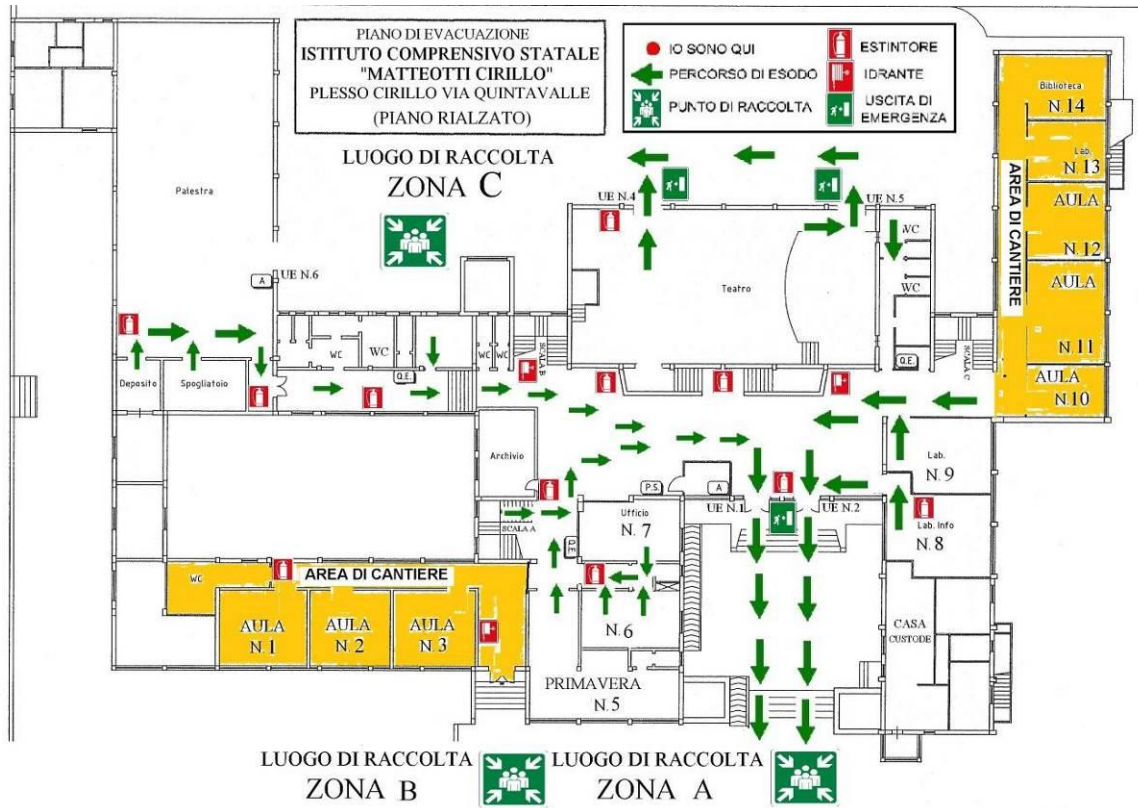 PIANO DI EVACUAZIONE
ISTITUTO COMPRENSIVO STATALE
"MATTEOTTI CIRILLO"
PLESSO CIRILLO VIA QUINTAVALLE
(PIANO RIALZATO)
IO SONO QUI
PERCORSO DI ESODO
PUNTO DI RACCOLTA
ESTINTORE
IDRANTE
USCITA DI
EMERGENZA
LUOGO DI RACCOLTA
ZONA C
Biblioteca
N.14
Lab.
N.13
AREA DI CANTIERE
AULA
N.12
AULA
N.11
AULA
N.10
Palestra
UE N.4
UE N.5
WC
WC
UE N.6
A
Teatro
WC
WC
WC
WC
SCALA B
SCALA C
Q.E.
Q.E.
Deposito
Spogliatoio
Archivio
Lab.
N.9
P.S.
A
Ufficio
N.7
UE N.1
UE N.2
Lab. Info
N.8
SCALA A
Q.E.
WC
AREA DI CANTIERE
AULA
N.1
AULA
N.2
AULA
N.3
N.6
CASA
CUSTODE
PRIMAVERA
N.5
LUOGO DI RACCOLTA
ZONA B
LUOGO DI RACCOLTA
ZONA A